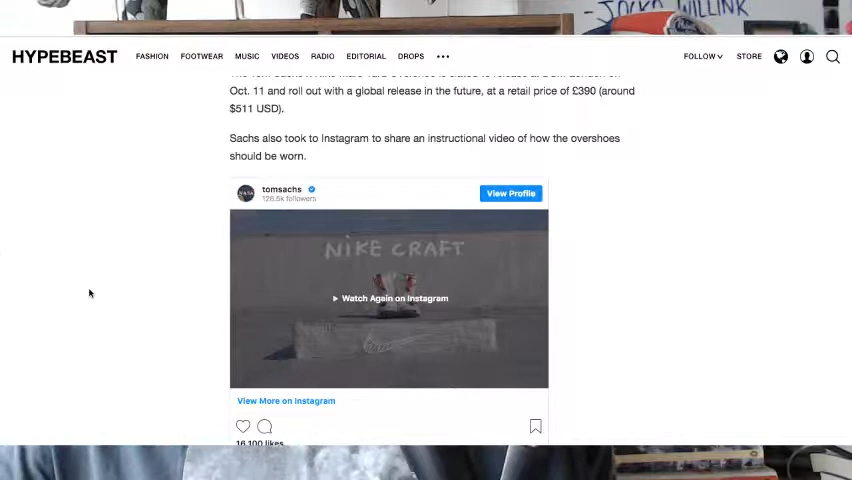 - JOCKO WILLINK
HYPEBEAST FASHION FOOTWEAR MUSIC VIDEOS RADIO EDITORIAL DROPS ••• FOLLOW STORE
Oct. 11 and roll out with a global release in the future, at a retail price of £390 (around
$511 USD).
Sachs also took to Instagram to share an instructional video of how the overshoes
should be worn.
tomsachs
126.5k followers
View Profile
NIKE CRAFT
Watch Again on Instagram
View More on Instagram
16,100 likes